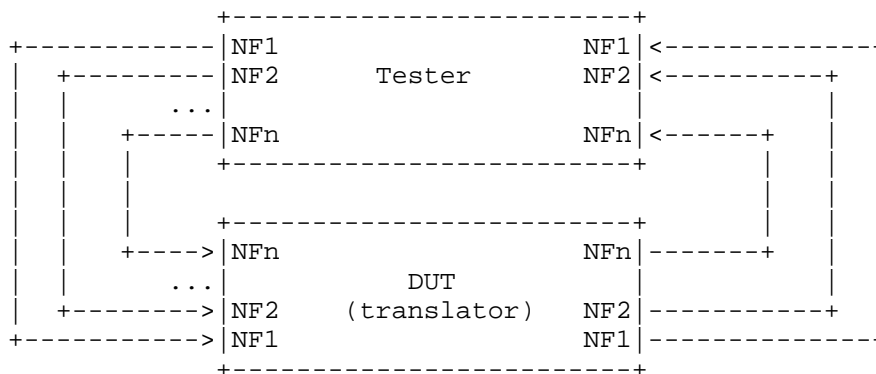 NF1 NF1
NF2 Tester NF2
...
NFn NFn
NFn NFn
... DUT
NF2 (translator) NF2
NF1 NF1